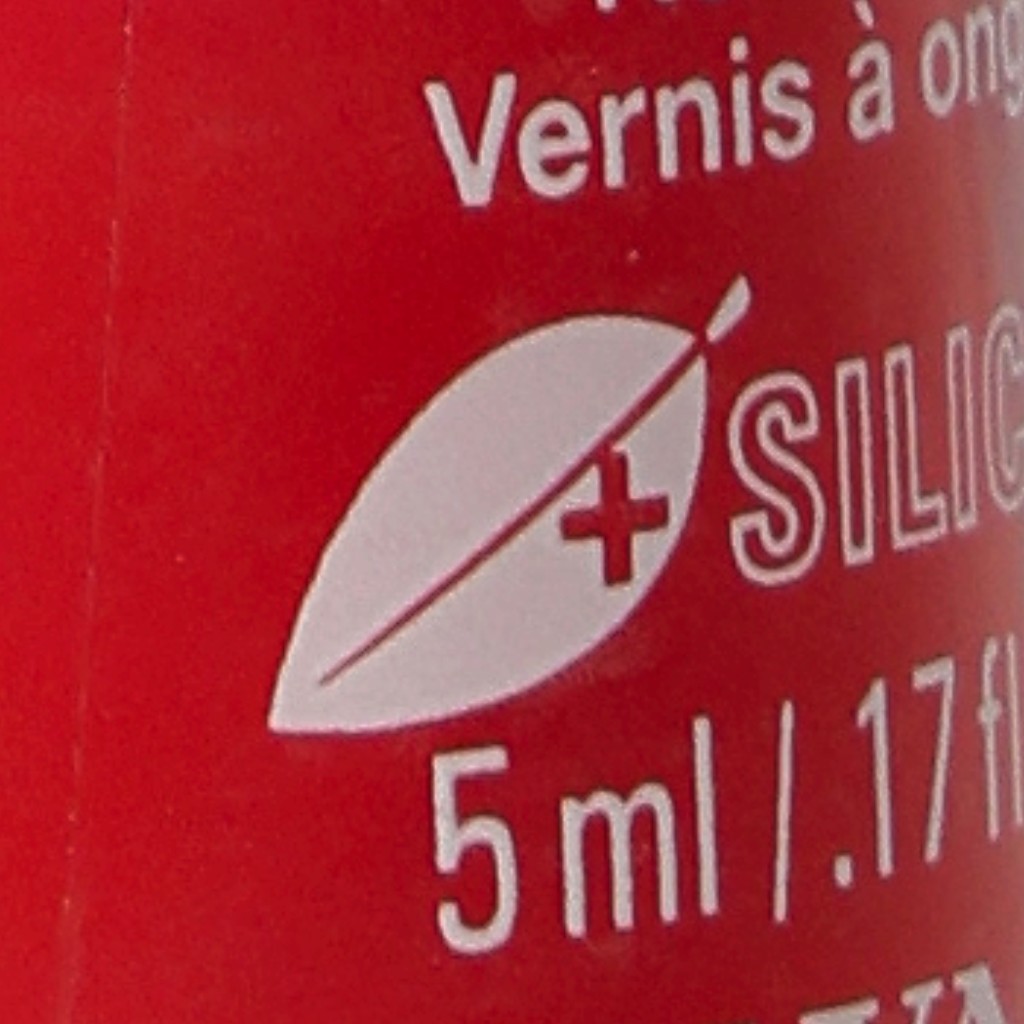 Vernis à ong
+ SILIC
5 ml / .17 fl